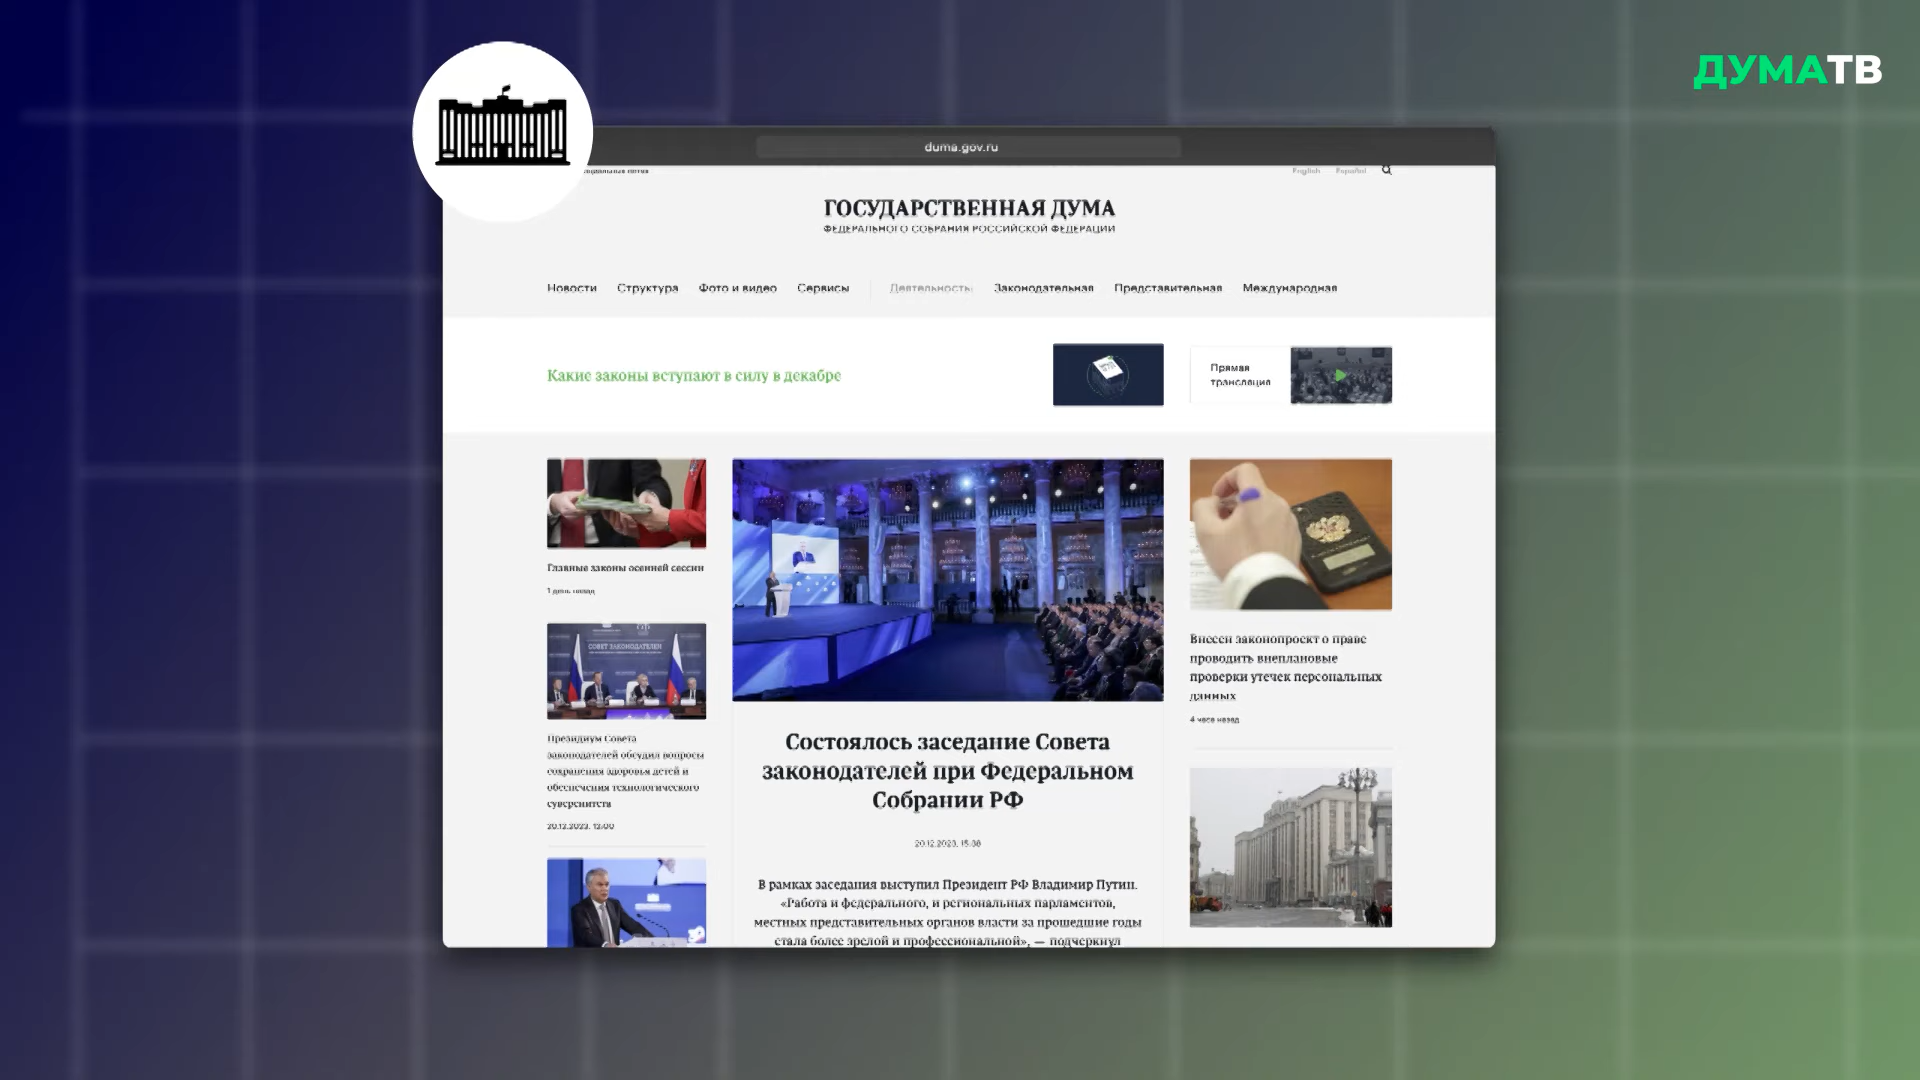 ДУМАТВ
duma.gov.ru
English Español
ГОСУДАРСТВЕННАЯ ДУМА
ФЕДЕРАЛЬНОГО СОБРАНИЯ РОССИЙСКОЙ ФЕДЕРАЦИИ
Новости Структура Фото и видео Сервисы Деятельность: Законодательная Представительная Международная
Какие законы вступают в силу в декабре
Прямая
трансляция
Главные законы осенней сессии
1 день назад
СОВЕТ ЗАКОНОДАТЕЛЕЙ
Президиум Совета
законодателей обсудил вопросы
сохранения здоровья детей и
обеспечения технологического
суверенитета
20.12.2023, 12:00
Состоялось заседание Совета
законодателей при Федеральном
Собрании РФ
20.12.2023, 15:38
В рамках заседания выступил Президент РФ Владимир Путин.
«Работа и федерального, и региональных парламентов,
местных представительных органов власти за прошедшие годы
стала более зрелой и профессиональной», — подчеркнул
Внесен законопроект о праве
проводить внеплановые
проверки утечек персональных
данных
4 часа назад